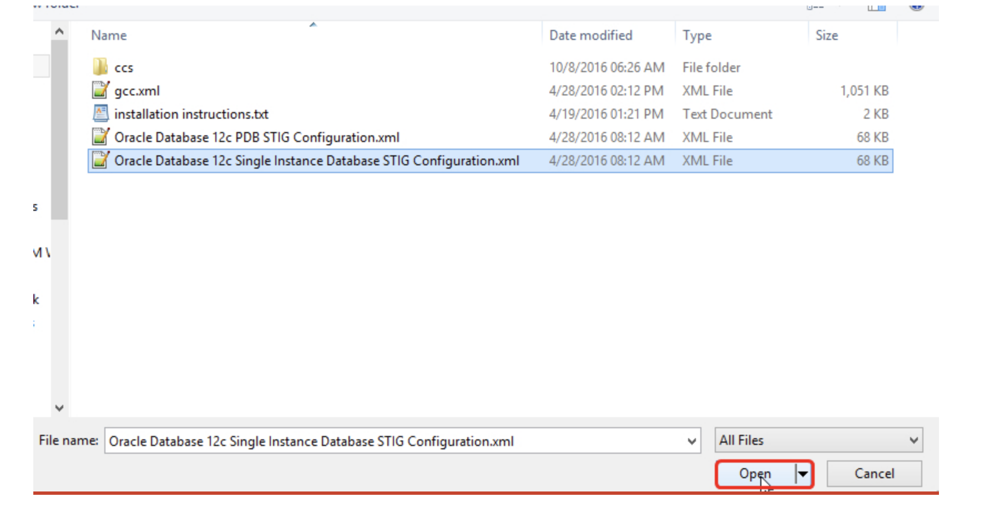 folder
Name Date modified Type Size
ccs 10/8/2016 06:26 AM File folder
gcc.xml 4/28/2016 02:12 PM XML File 1,051 KB
installation instructions.txt 4/19/2016 01:21 PM Text Document 2 KB
Oracle Database 12c PDB STIG Configuration.xml 4/28/2016 08:12 AM XML File 68 KB
Oracle Database 12c Single Instance Database STIG Configuration.xml 4/28/2016 08:12 AM XML File 68 KB
s
M
k
File name: Oracle Database 12c Single Instance Database STIG Configuration.xml All Files
Open Cancel